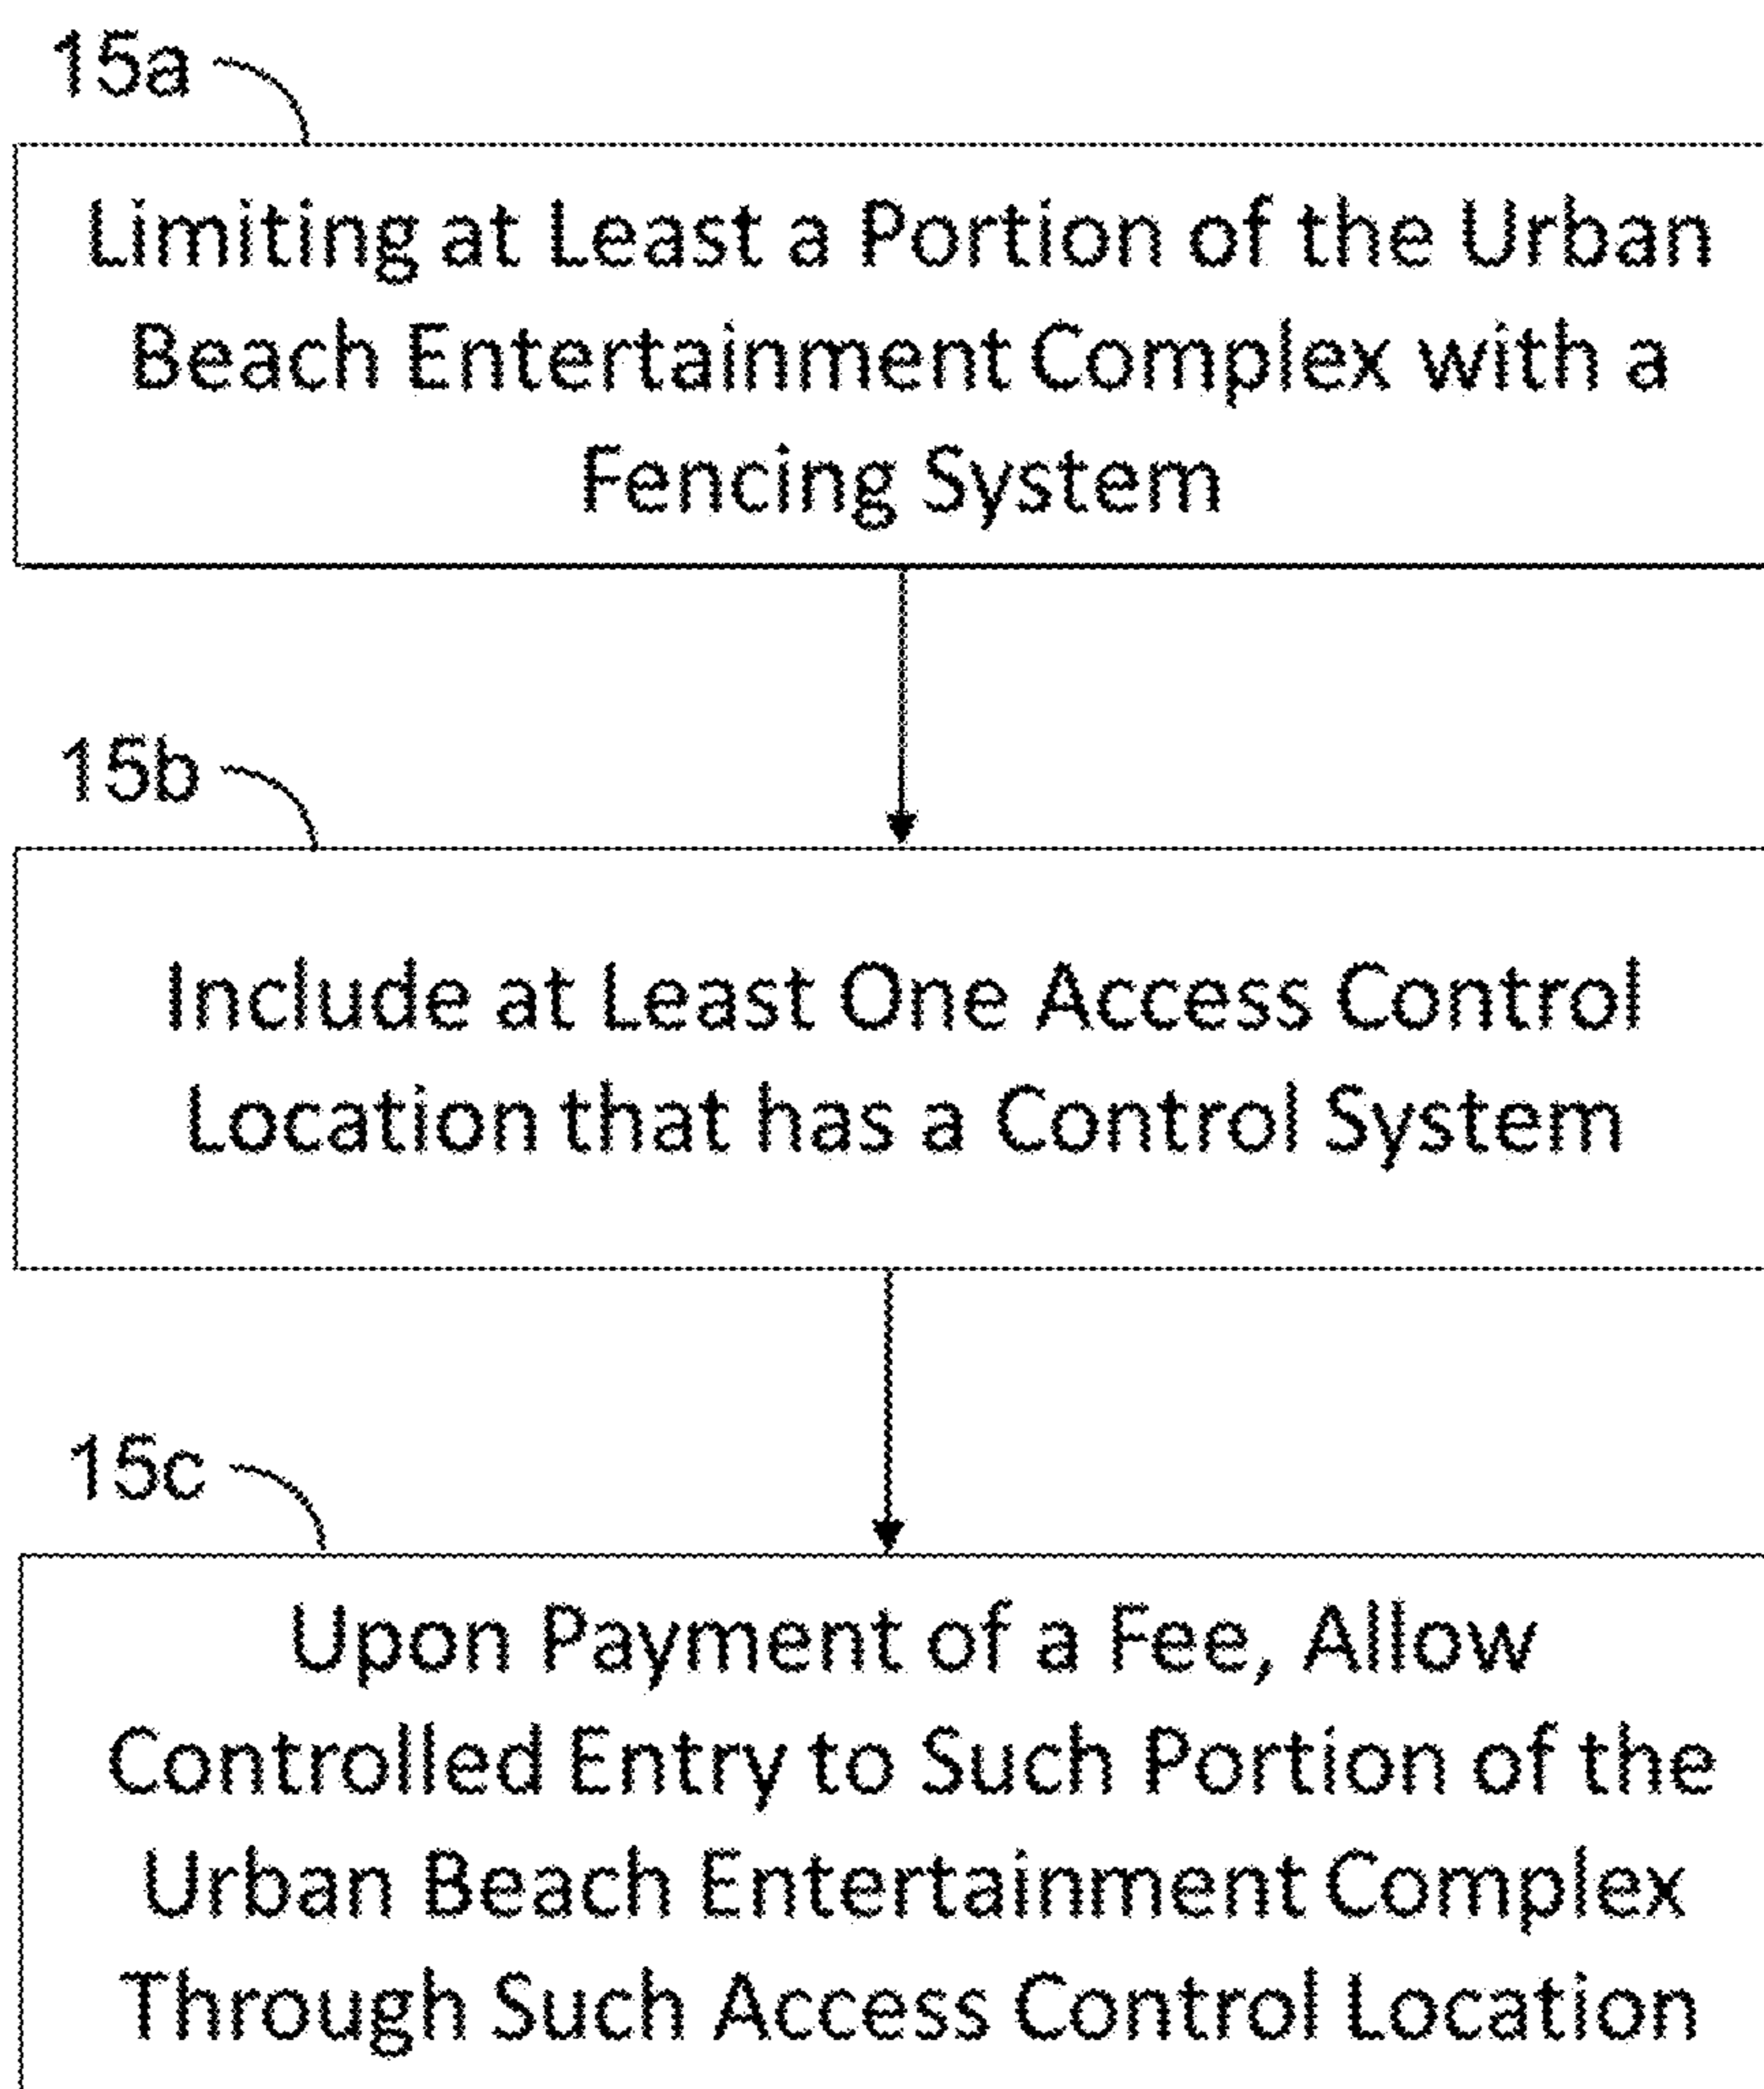 15a
Limiting at Least a Portion of the Urban
Beach Entertainment Complex with a
Fencing System
15b
Include at Least One Access Control
Location that has a Control System
15c
Upon Payment of a Fee, Allow
Controlled Entry to Such Portion of the
Urban Beach Entertainment Complex
Through Such Access Control Location